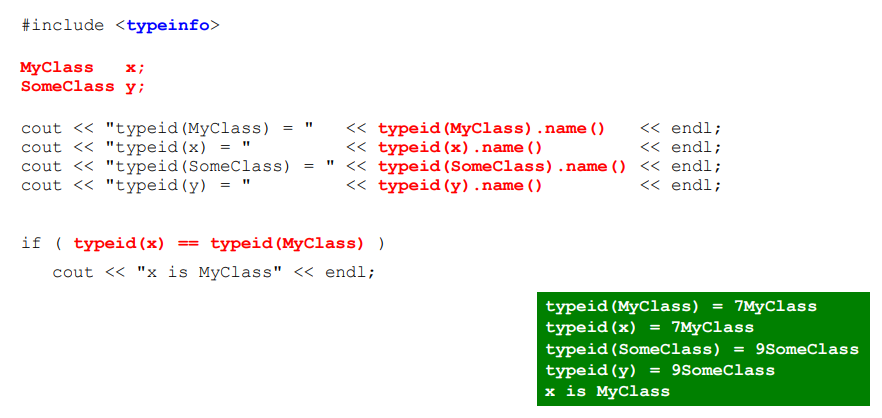 #include <typeinfo>
MyClass   x;
SomeClass y;
cout << "typeid(MyClass) = "   << typeid(MyClass).name()   << endl;
cout << "typeid(x) = "         << typeid(x).name()         << endl;
cout << "typeid(SomeClass) = " << typeid(SomeClass).name() << endl;
cout << "typeid(y) = "         << typeid(y).name()         << endl;
if ( typeid(x) == typeid(MyClass) )
   cout << "x is MyClass" << endl;
typeid(MyClass) = 7MyClass
typeid(x) = 7MyClass
typeid(SomeClass) = 9SomeClass
typeid(y) = 9SomeClass
x is MyClass